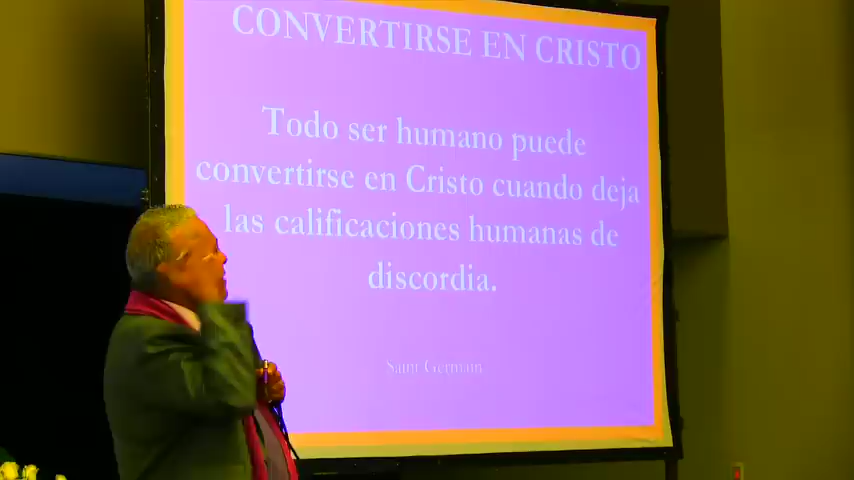 CONVERTIRSE EN CRISTO
Todo ser humano puede
convertirse en Cristo cuando deja
las calificaciones humanas de
discordia.
Saint Germain